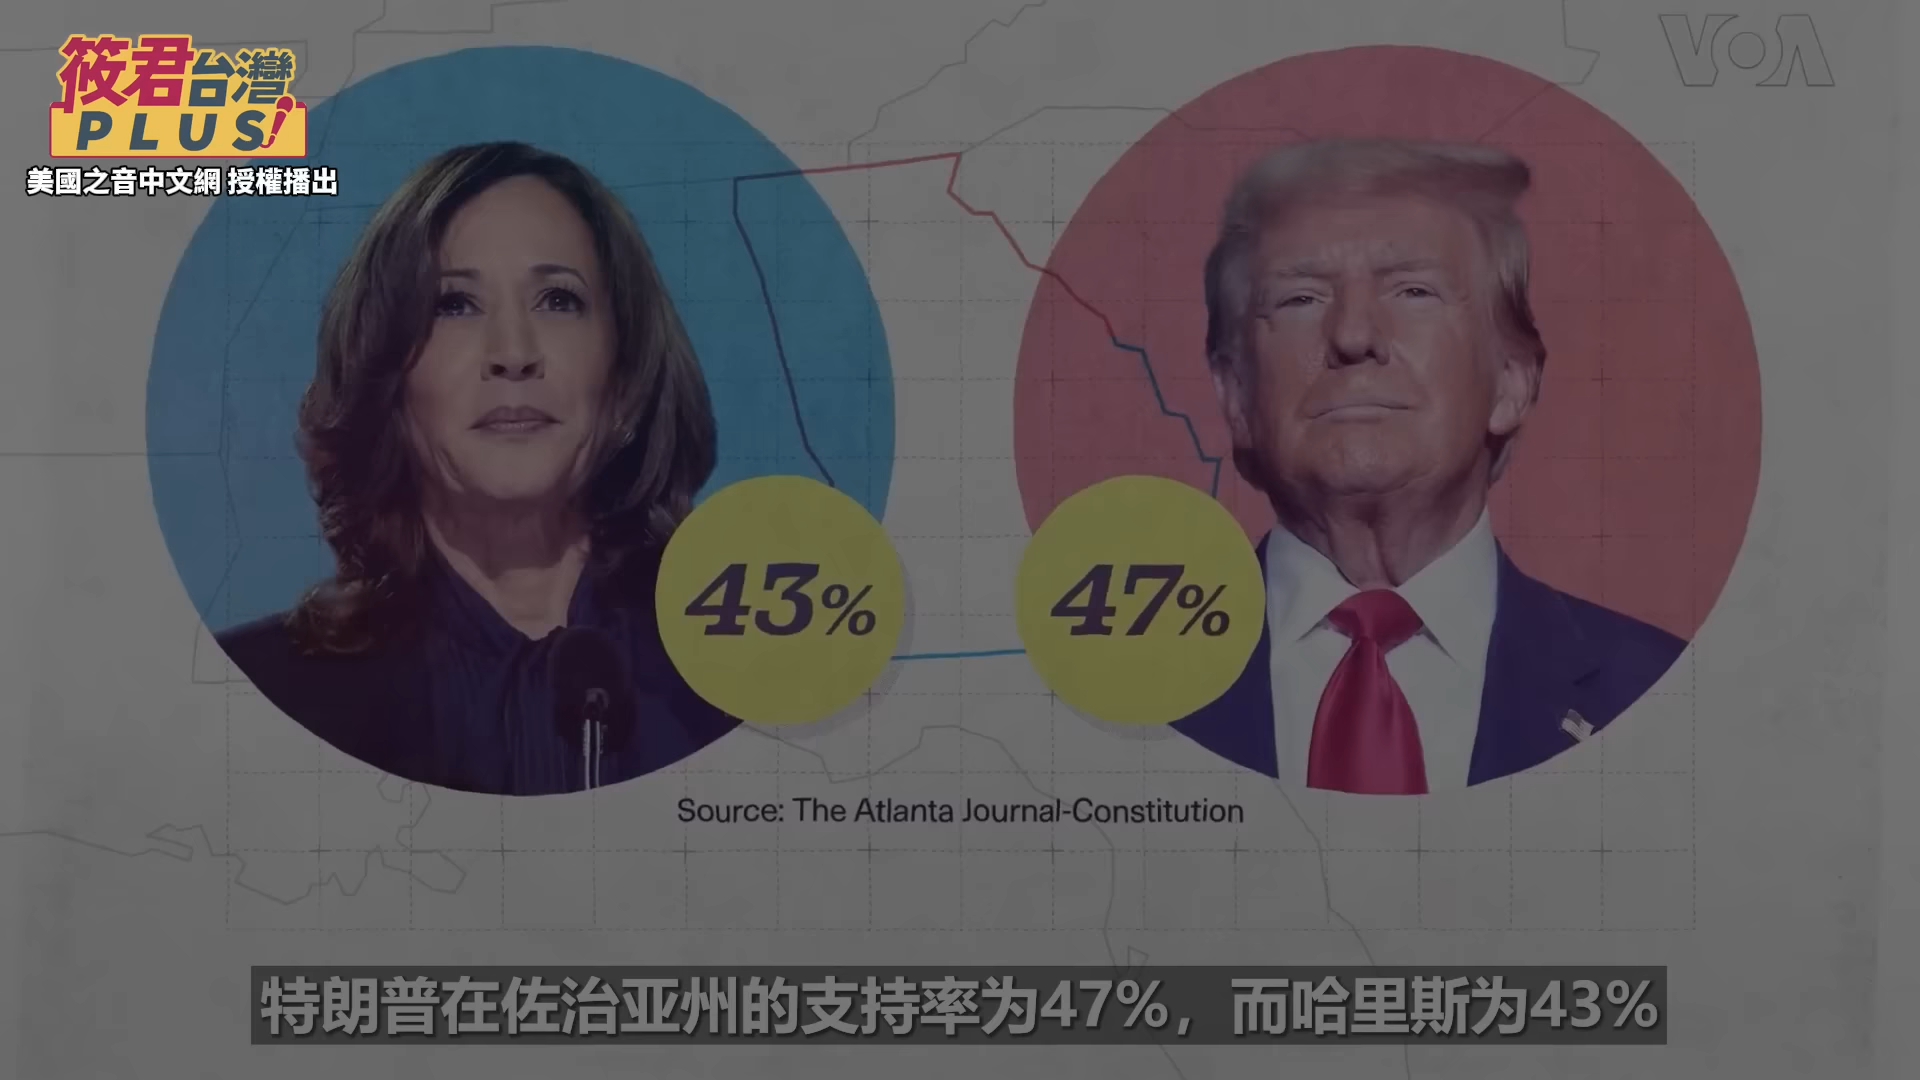 筱君台灣
PLUS!
美國之音中文網 授權播出
VOA
43%
47%
Source: The Atlanta Journal-Constitution
特朗普在佐治亚州的支持率为47%，而哈里斯为43%